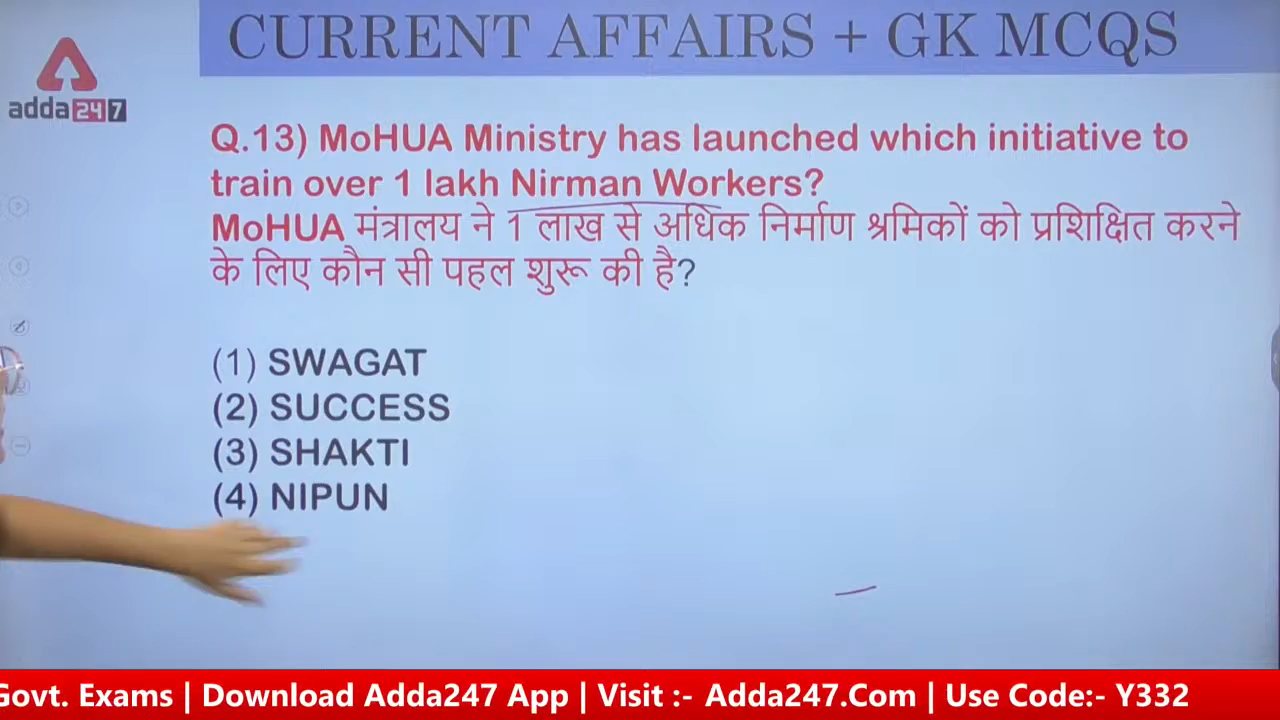 CURRENT AFFAIRS + GK MCQS
adda247
Q.13) MoHUA Ministry has launched which initiative to
train over 1 lakh Nirman Workers?
MoHUA मंत्रालय ने 1 लाख से अधिक निर्माण श्रमिकों को प्रशिक्षित करने
के लिए कौन सी पहल शुरू की है?
(1) SWAGAT
(2) SUCCESS
(3) SHAKTI
(4) NIPUN
Govt. Exams | Download Adda247 App | Visit :- Adda247.Com | Use Code:- Y332